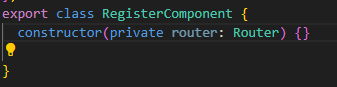 export class RegisterComponent {
  constructor(private router: Router) {}
}